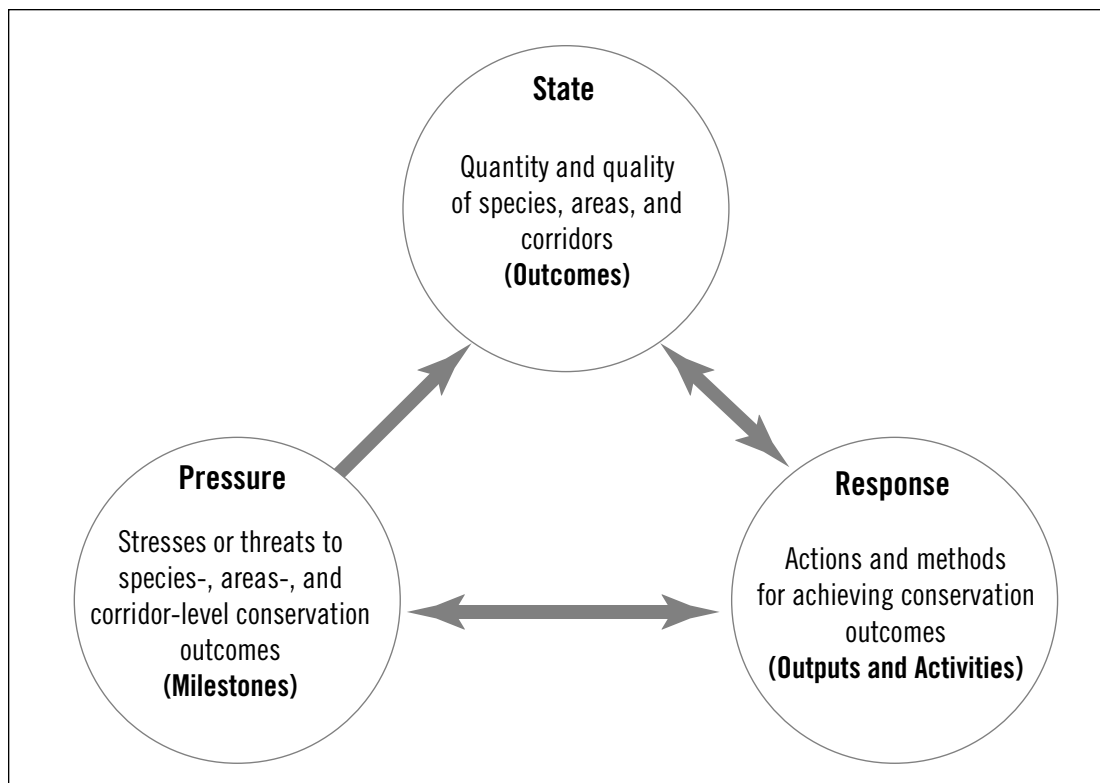 State
Quantity and quality
of species, areas, and
corridors
(Outcomes)
Pressure
Stresses or threats to
species-, areas-, and
corridor-level conservation
outcomes
(Milestones)
Response
Actions and methods
for achieving conservation
outcomes
(Outputs and Activities)